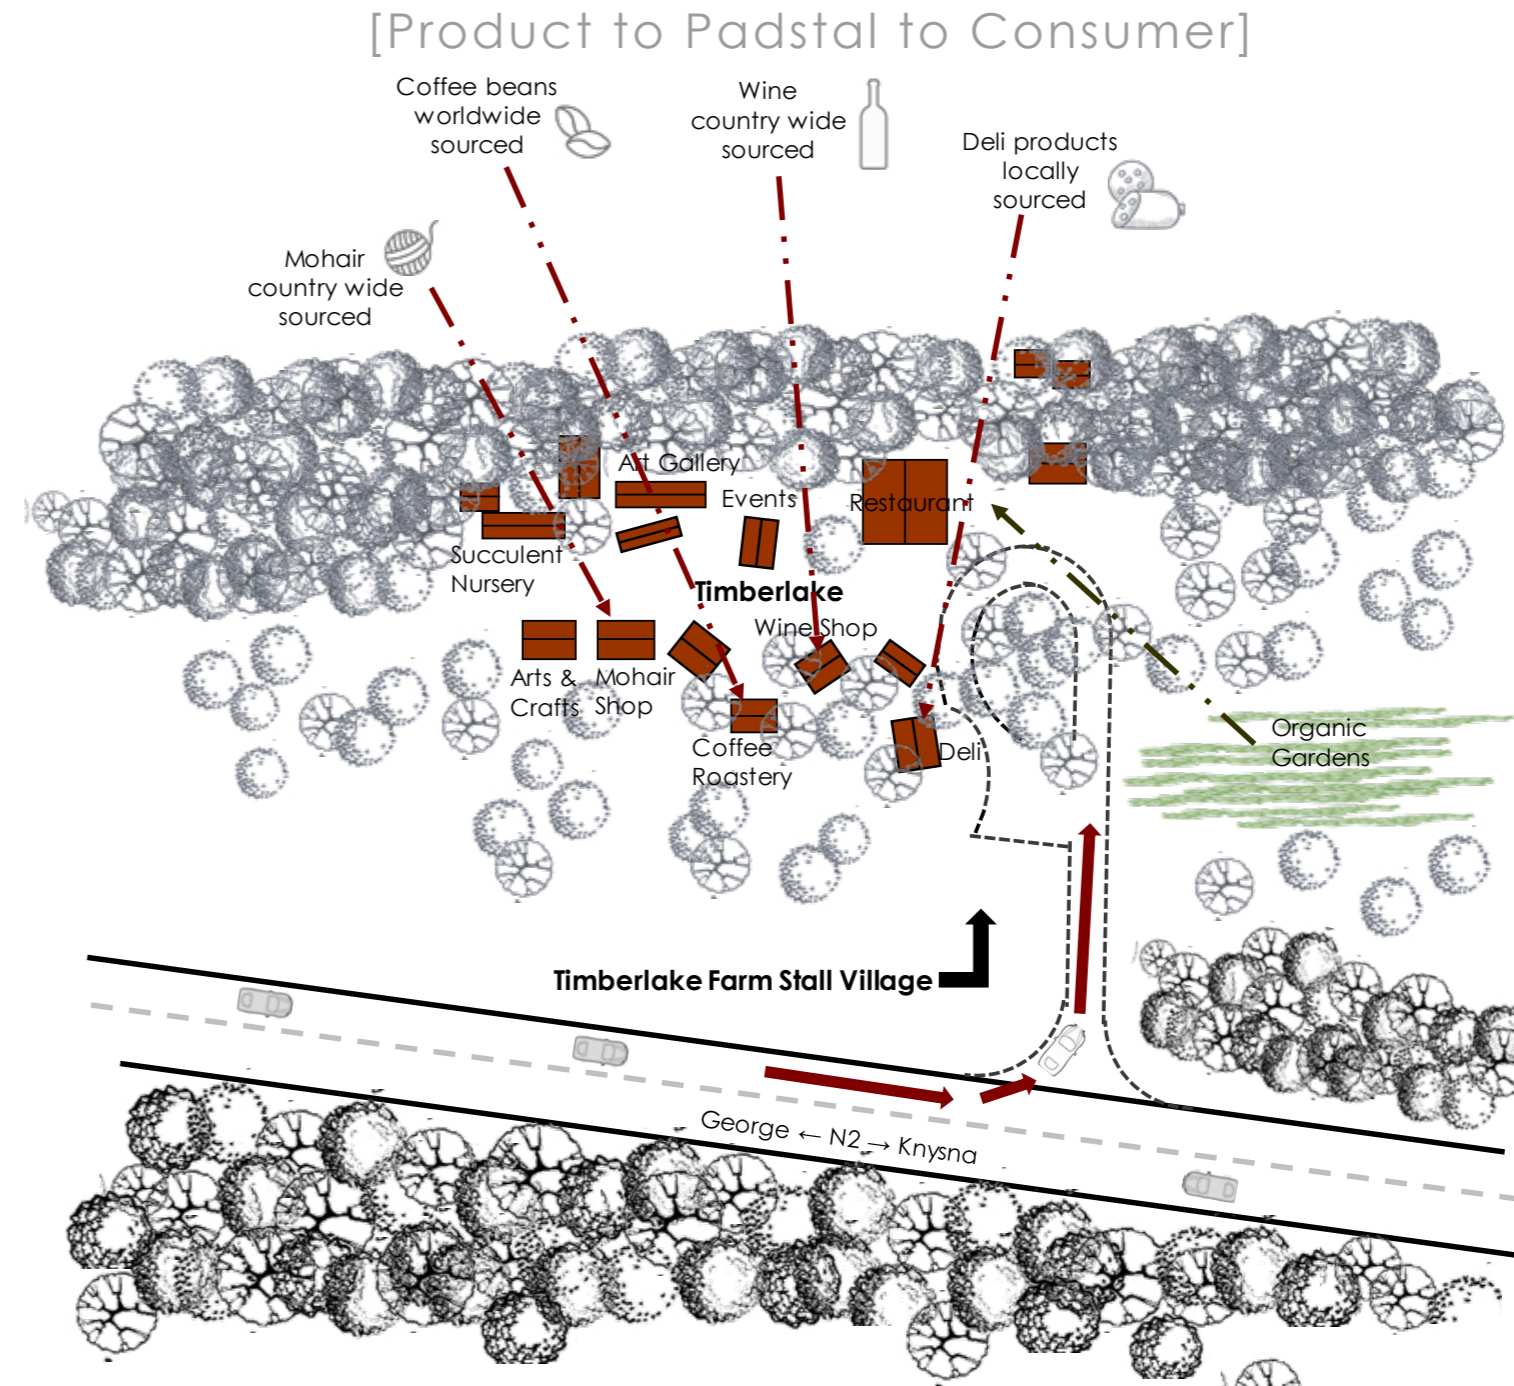 [Product to Padstal to Consumer]
Coffee beans
worldwide
sourced
Wine
country wide
sourced
Deli products
locally
sourced
Mohair
country wide
sourced
Art Gallery
Events
Restaurant
Succulent
Nursery
Timberlake
Wine Shop
Arts &
Crafts
Mohair
Shop
Coffee
Roastery
Deli
Organic
Gardens
Timberlake Farm Stall Village
George ← N2 → Knysna